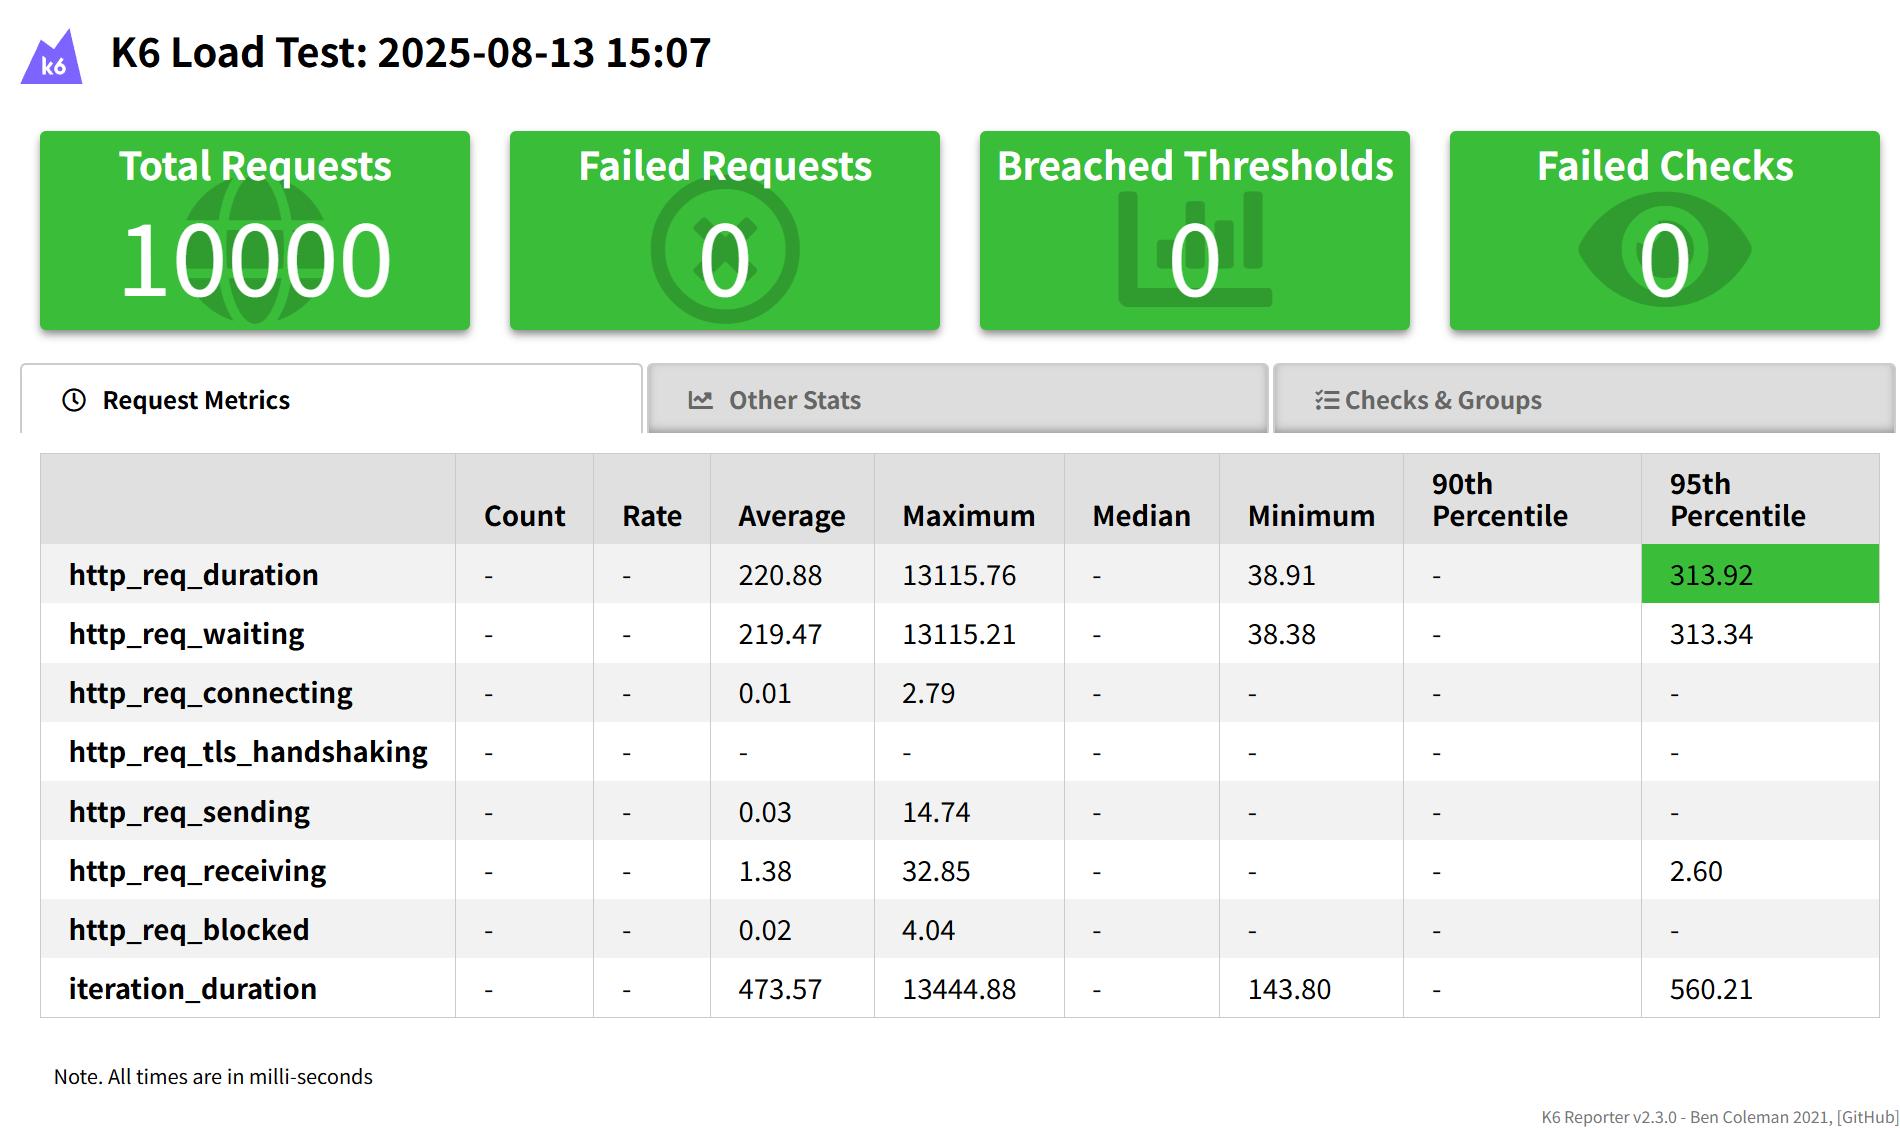 k6
K6 Load Test: 2025-08-13 15:07
Total Requests
10000
Failed Requests
0
Breached Thresholds
0
Failed Checks
0
Request Metrics
Other Stats
Checks & Groups
Count Rate Average Maximum Median Minimum 90th Percentile 95th Percentile
http_req_duration - - 220.88 13115.76 - 38.91 - 313.92
http_req_waiting - - 219.47 13115.21 - 38.38 - 313.34
http_req_connecting - - 0.01 2.79 - - - -
http_req_tls_handshaking - - - - - - - -
http_req_sending - - 0.03 14.74 - - - -
http_req_receiving - - 1.38 32.85 - - - 2.60
http_req_blocked - - 0.02 4.04 - - - -
iteration_duration - - 473.57 13444.88 - 143.80 - 560.21
Note. All times are in milli-seconds
K6 Reporter v2.3.0 - Ben Coleman 2021, [GitHub]